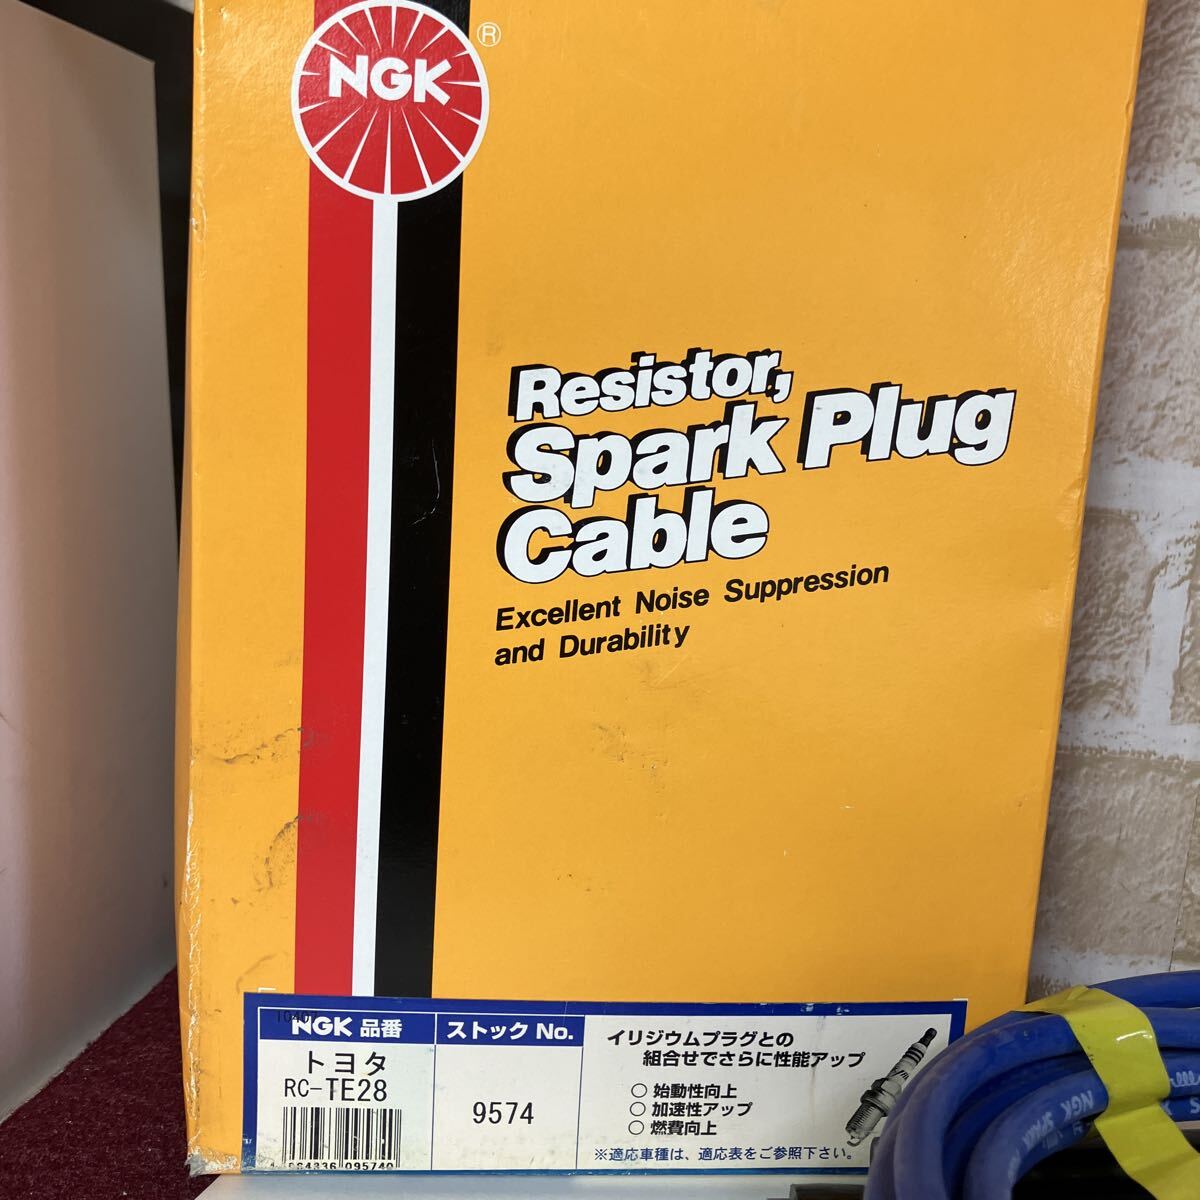 NGK
®
Resistor,
Spark Plug
Cable
Excellent Noise Suppression
and Durability
NGK 品番
トヨタ
RC-TE28
ストック No.
9574
イリジウムプラグとの
組合せでさらに性能アップ
○ 始動性向上
○ 加速性アップ
○ 燃費向上
※適応車種は、適応表をご参照下さい。
095740
NGK SPARK